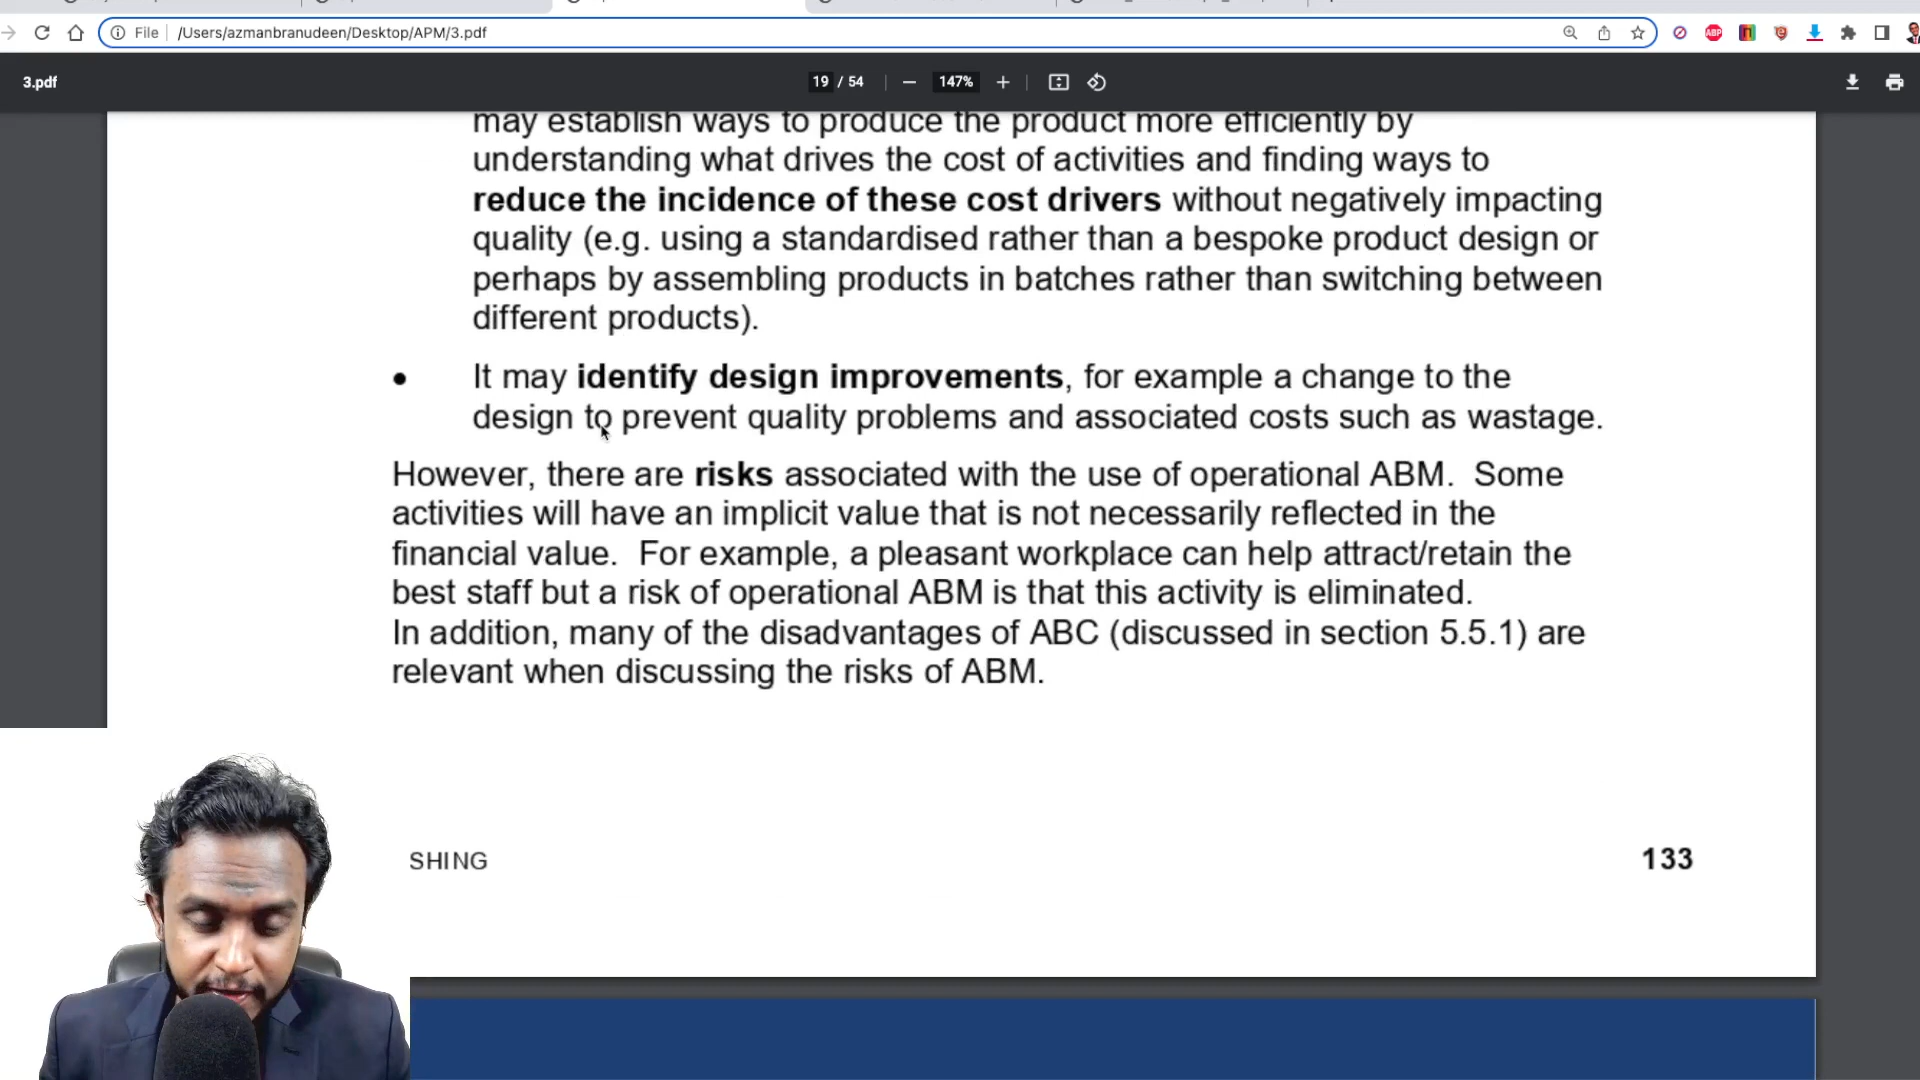 File /Users/azmanbranudeen/Desktop/APM/3.pdf
ABP
3.pdf
19 / 54
147%
may establish ways to produce the product more efficiently by
understanding what drives the cost of activities and finding ways to
reduce the incidence of these cost drivers without negatively impacting
quality (e.g. using a standardised rather than a bespoke product design or
perhaps by assembling products in batches rather than switching between
different products).
• It may identify design improvements, for example a change to the
design to prevent quality problems and associated costs such as wastage.
However, there are risks associated with the use of operational ABM. Some
activities will have an implicit value that is not necessarily reflected in the
financial value. For example, a pleasant workplace can help attract/retain the
best staff but a risk of operational ABM is that this activity is eliminated.
In addition, many of the disadvantages of ABC (discussed in section 5.5.1) are
relevant when discussing the risks of ABM.
SHING
133